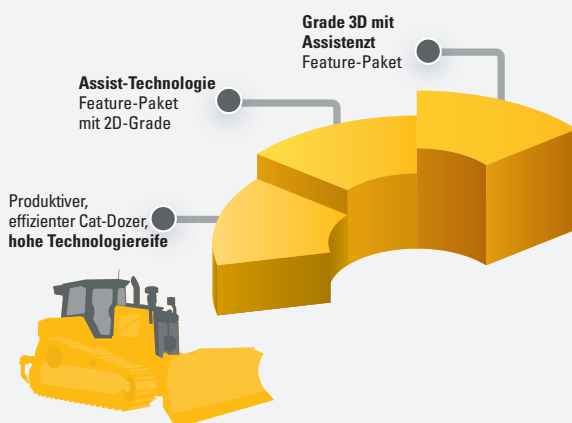 Grade 3D mit
Assistenzt
Feature-Paket
Assist-Technologie
Feature-Paket
mit 2D-Grade
Produktiver,
effizienter Cat-Dozer,
hohe Technologiereife